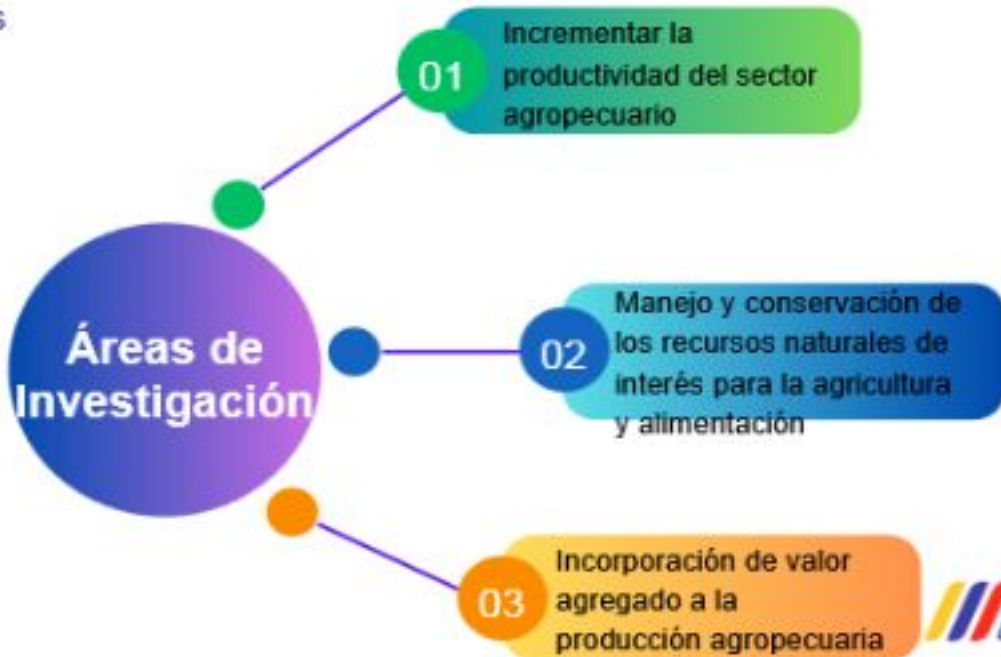 s
01
Incrementar la
productividad del sector
agropecuario
Áreas de
Investigación
02
Manejo y conservación de
los recursos naturales de
interés para la agricultura
y alimentación
03
Incorporación de valor
agregado a la
producción agropecuaria